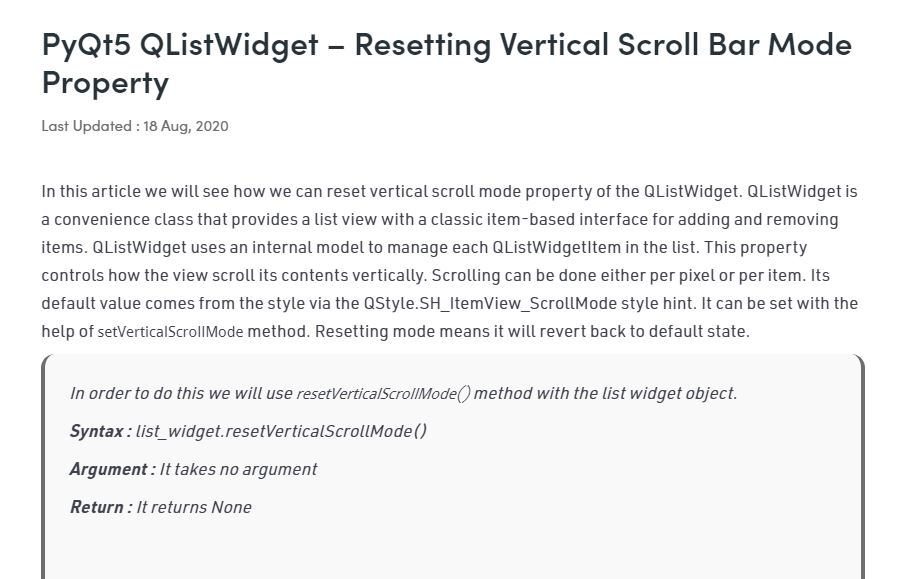 PyQt5 QListWidget – Resetting Vertical Scroll Bar Mode
Property
Last Updated : 18 Aug, 2020
In this article we will see how we can reset vertical scroll mode property of the QListWidget. QListWidget is
a convenience class that provides a list view with a classic item-based interface for adding and removing
items. QListWidget uses an internal model to manage each QListWidgetItem in the list. This property
controls how the view scroll its contents vertically. Scrolling can be done either per pixel or per item. Its
default value comes from the style via the QStyle.SH_ItemView_ScrollMode style hint. It can be set with the
help of setVerticalScrollMode method. Resetting mode means it will revert back to default state.
In order to do this we will use resetVerticalScrollMode() method with the list widget object.
Syntax : list_widget.resetVerticalScrollMode()
Argument : It takes no argument
Return : It returns None